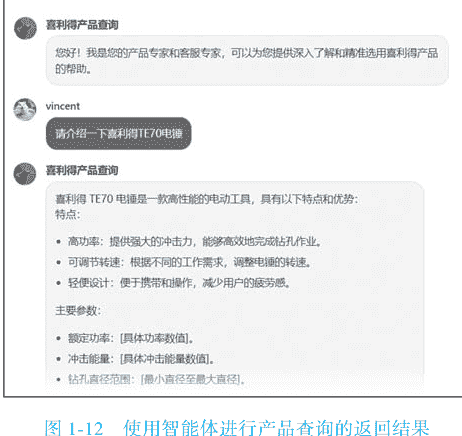 喜利得产品查询
您好！我是您的产品专家和客服专家，可以为您提供深入了解和精准选用喜利得产品
的帮助。
vincent
请介绍一下喜利得TE70电锤
喜利得产品查询
喜利得 TE70 电锤是一款高性能的电动工具，具有以下特点和优势：
特点：
• 高功率：提供强大的冲击力，能够高效地完成钻孔作业。
• 可调节转速：根据不同的工作需求，调整电锤的转速。
• 轻便设计：便于携带和操作，减少用户的疲劳感。
主要参数：
• 额定功率：[具体功率数值]。
• 冲击能量：[具体冲击能量数值]。
• 钻孔直径范围：[最小直径至最大直径]。
图 1-12 使用智能体进行产品查询的返回结果